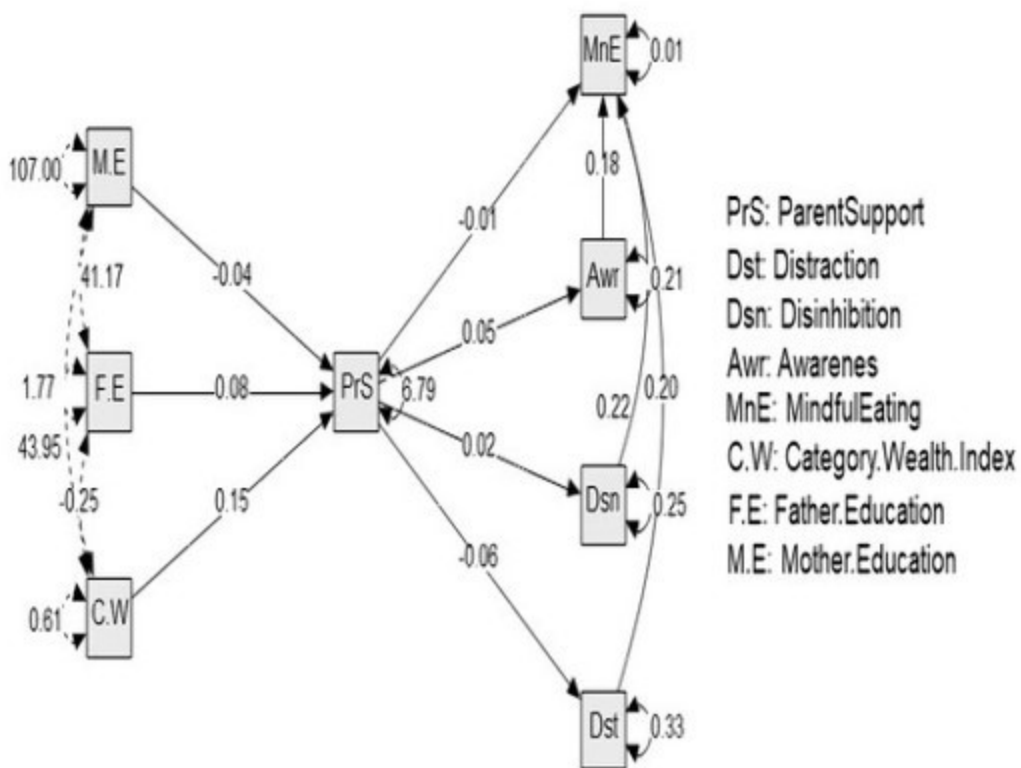 MnE
0.01
M.E
107.00
0.18
-0.01
41.17
-0.04
Awr
0.21
0.05
1.77
F.E
0.08
PrS
6.79
0.22
0.20
43.95
0.02
-0.25
0.15
Dsn
0.25
-0.06
0.61
C.W
Dst
0.33
PrS: ParentSupport
Dst: Distraction
Dsn: Disinhibition
Awr: Awarenes
MnE: MindfulEating
C.W: Category.Wealth.Index
F.E: Father.Education
M.E: Mother.Education